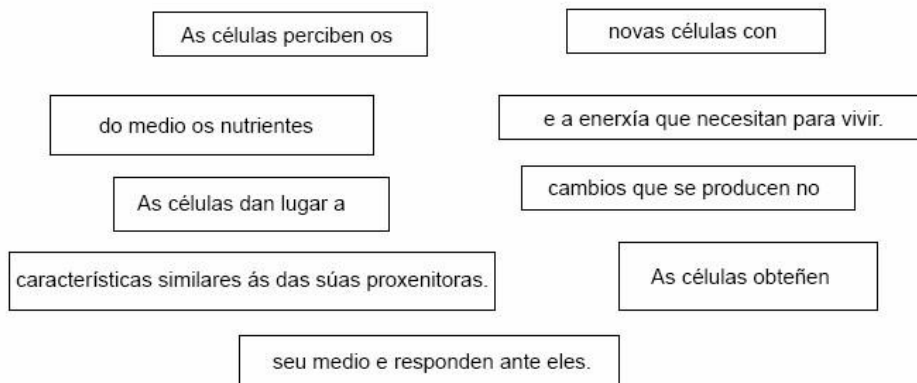 As células perciben os
novas células con
do medio os nutrientes
e a enerxía que necesitan para vivir.
As células dan lugar a
cambios que se producen no
características similares ás das súas proxenitoras.
As células obteñen
seu medio e responden ante eles.